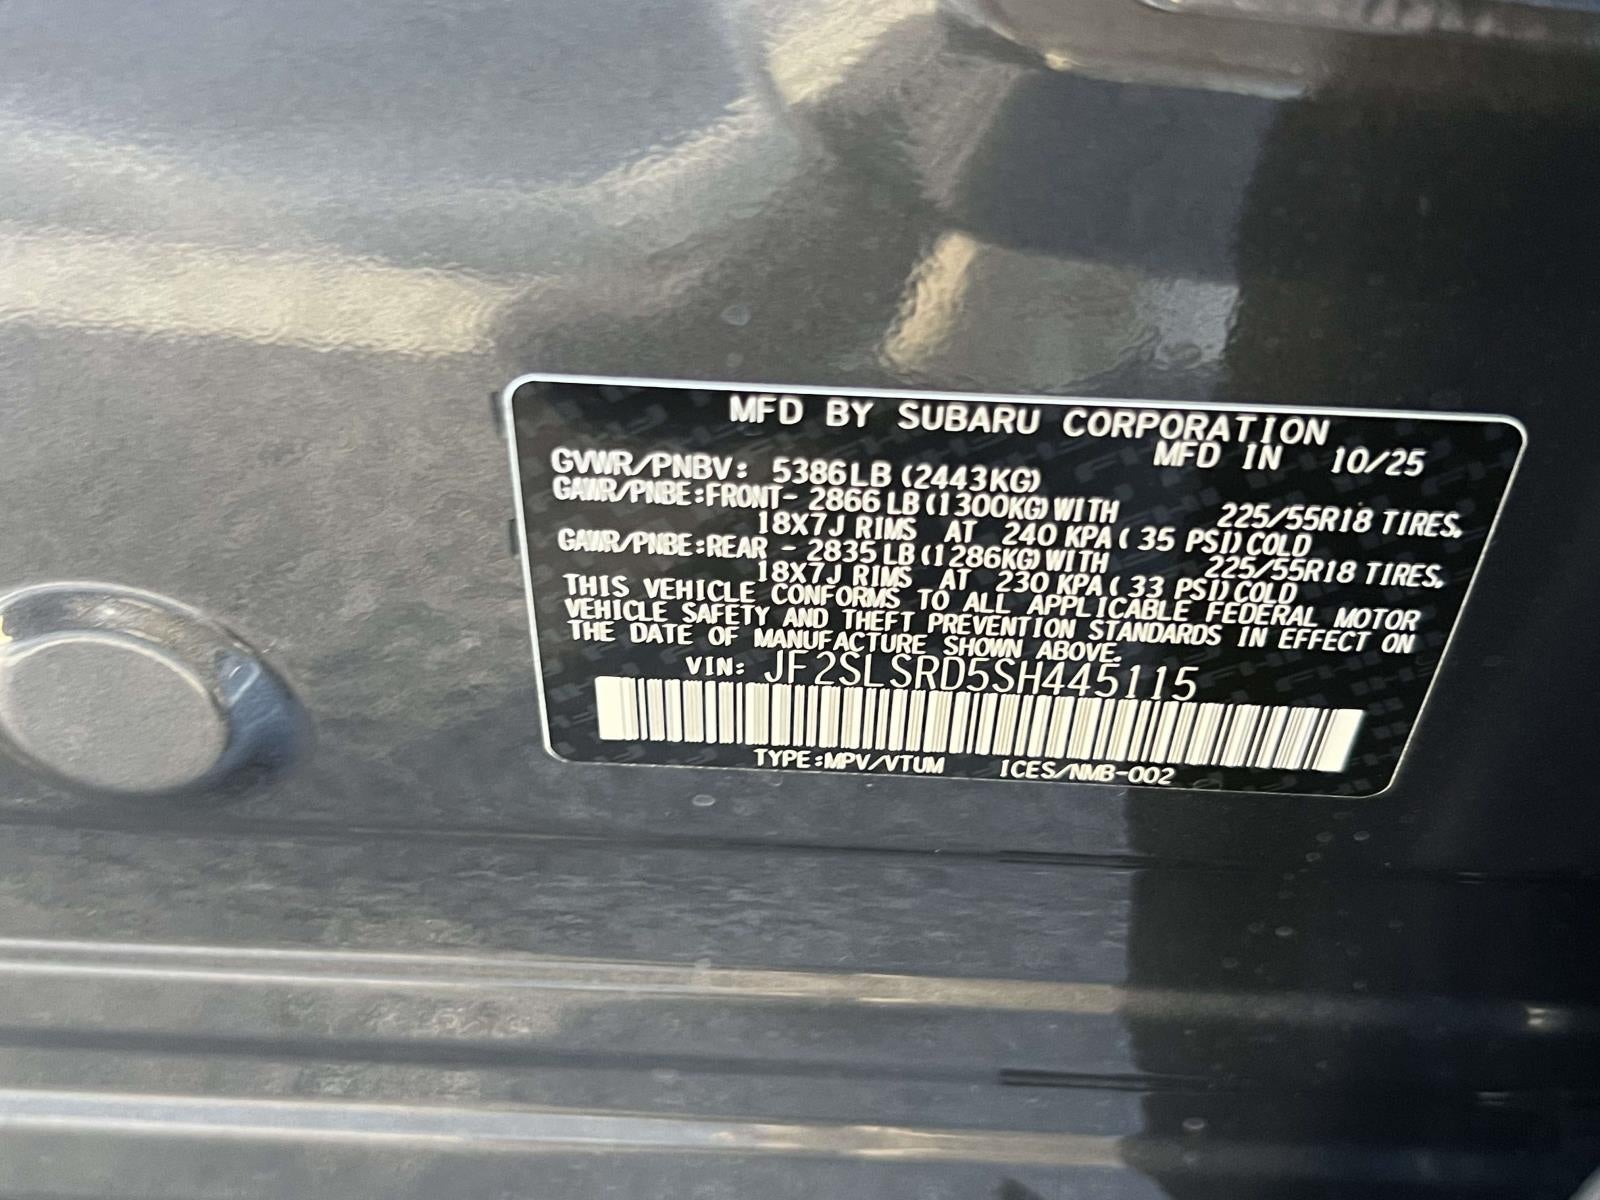 MFD BY SUBARU CORPORATION
MFD IN 10/25
GVWR/PNBV: 5386LB (2443KG)
GAWR/PNBE:FRONT- 2866 LB (1300KG) WITH 225/55R18 TIRES,
18X7J RIMS AT 240 KPA ( 35 PSI) COLD
GAWR/PNBE:REAR - 2835 LB (1286KG) WITH 225/55R18 TIRES,
18X7J RIMS AT 230 KPA ( 33 PSI) COLD
THIS VEHICLE CONFORMS TO ALL APPLICABLE FEDERAL MOTOR
VEHICLE SAFETY AND THEFT PREVENTION STANDARDS IN EFFECT ON
THE DATE OF MANUFACTURE SHOWN ABOVE.
VIN: JF2SLSRD5SH445115
TYPE:MPV/VTUM ICES/NMB-002